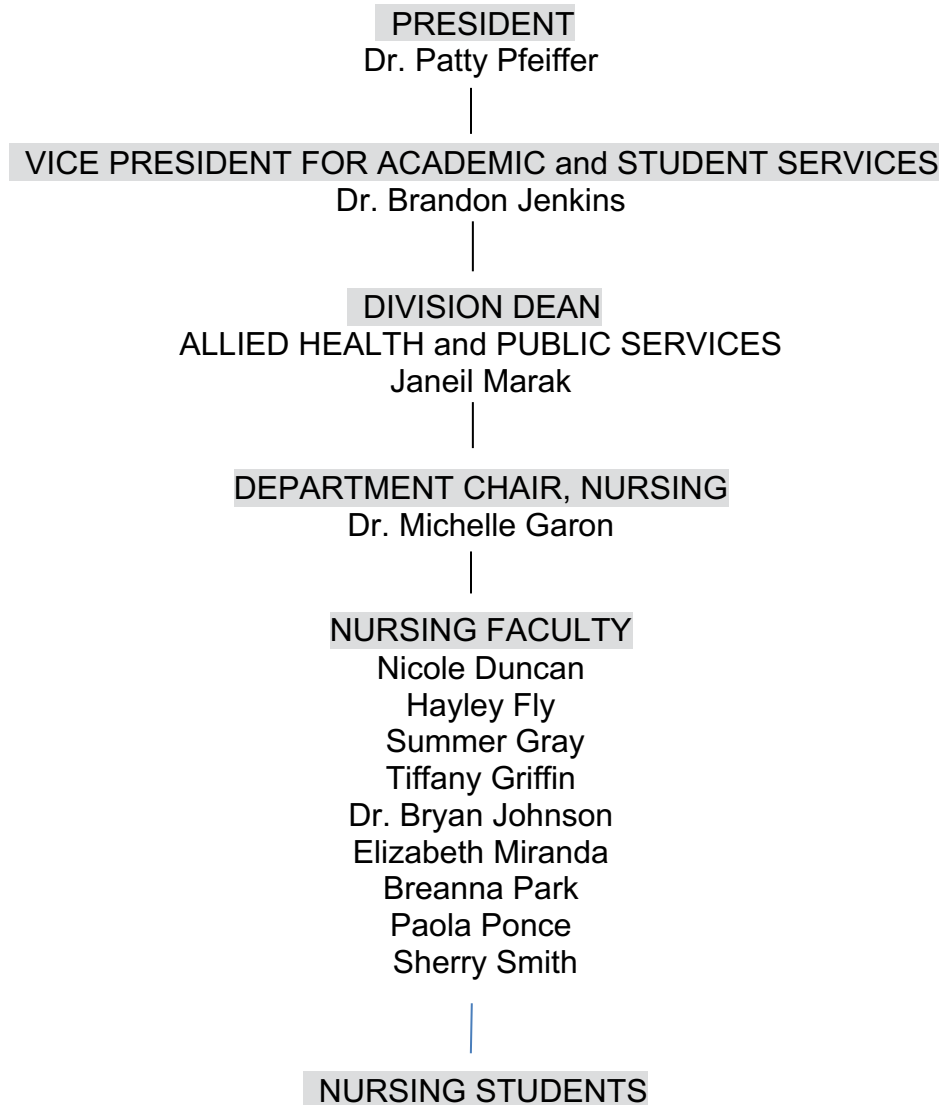 PRESIDENT
Dr. Patty Pfeiffer
VICE PRESIDENT FOR ACADEMIC and STUDENT SERVICES
Dr. Brandon Jenkins
DIVISION DEAN
ALLIED HEALTH and PUBLIC SERVICES
Janeil Marak
DEPARTMENT CHAIR, NURSING
Dr. Michelle Garon
NURSING FACULTY
Nicole Duncan
Hayley Fly
Summer Gray
Tiffany Griffin
Dr. Bryan Johnson
Elizabeth Miranda
Breanna Park
Paola Ponce
Sherry Smith
NURSING STUDENTS